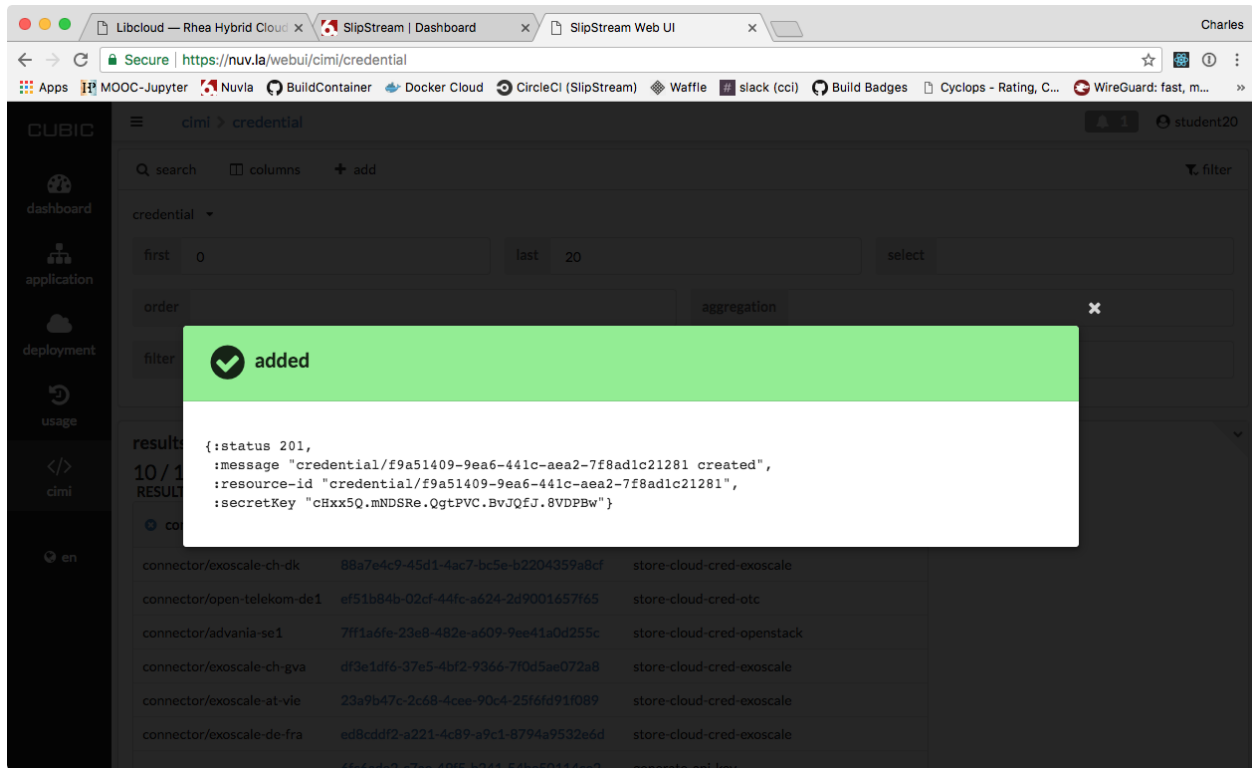 Libcloud — Rhea Hybrid Cloud
SlipStream | Dashboard
SlipStream Web UI
Charles
Secure | https://nuv.la/webui/cimi/credential
Apps MOOC-Jupyter Nuvla BuildContainer Docker Cloud CircleCI (SlipStream) Waffle # slack (cci) Build Badges Cyclops - Rating, C... WireGuard: fast, m... »
CUBIC
cimi > credential
1
student20
search columns + add
filter
dashboard
credential
first 0 last 20 select
application
order aggregation
deployment
filter
added
usage
results
{:status 201,
:message "credential/f9a51409-9ea6-441c-aea2-7f8ad1c21281 created",
:resource-id "credential/f9a51409-9ea6-441c-aea2-7f8ad1c21281",
:secretKey "cHxx5Q.mNDSRe.QgtPVC.BvJQfJ.8VDPBw"}
</>
cimi
10 / 1
RESULT
en
connector/exoscale-ch-dk 88a7e4c9-45d1-4ac7-bc5e-b2204359a8cf store-cloud-cred-exoscale
connector/open-telekom-de1 ef51b84b-02cf-44fc-a624-2d9001657f65 store-cloud-cred-otc
connector/advania-se1 7ff1a6fe-23e8-482e-a609-9ee41a0d255c store-cloud-cred-openstack
connector/exoscale-ch-gva df3e1df6-37e5-4bf2-9366-7f0d5ae072a8 store-cloud-cred-exoscale
connector/exoscale-at-vie 23a9b47c-2c68-4cee-90c4-25f6fd91f089 store-cloud-cred-exoscale
connector/exoscale-de-fra ed8cddf2-a221-4c89-a9c1-8794a9532e6d store-cloud-cred-exoscale